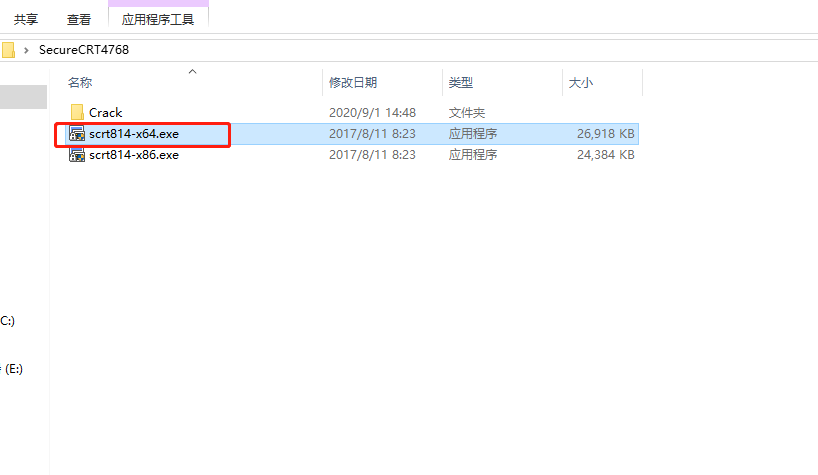 共享 查看 应用程序工具
SecureCRT4768
名称 修改日期 类型 大小
Crack 2020/9/1 14:48 文件夹
scrt814-x64.exe 2017/8/11 8:23 应用程序 26,918 KB
scrt814-x86.exe 2017/8/11 8:23 应用程序 24,384 KB
C:)
(E:)